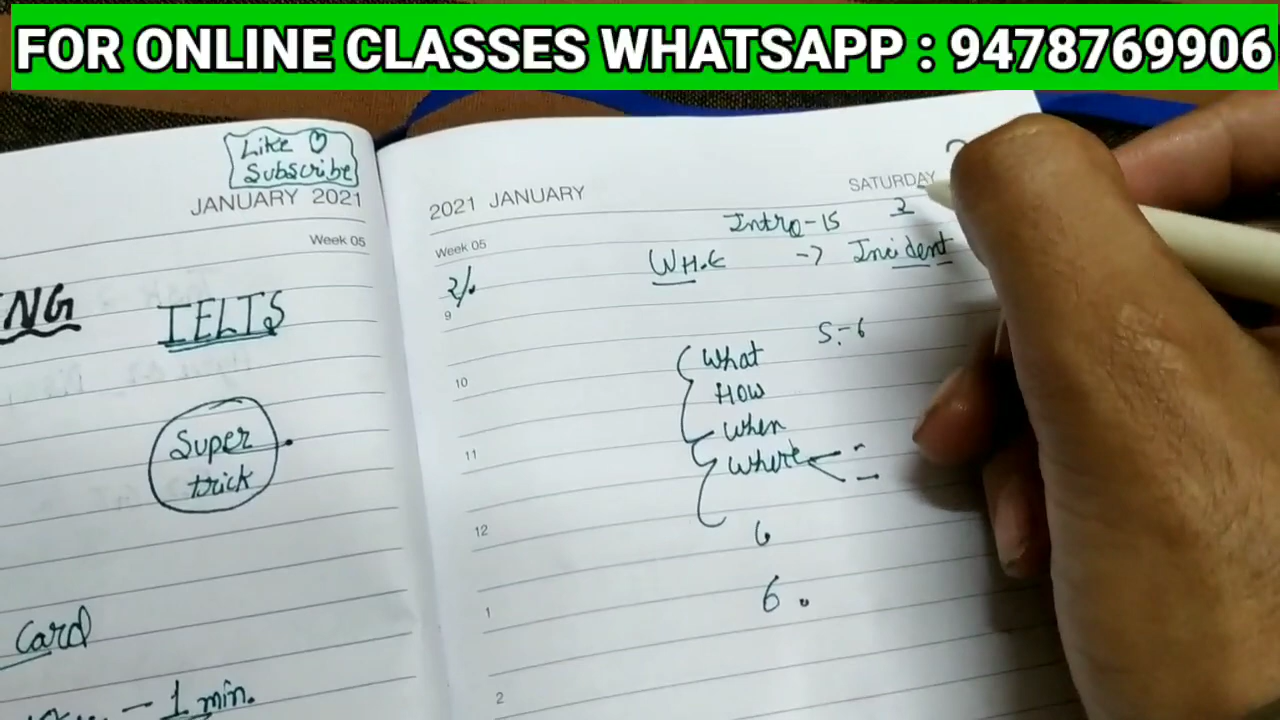 FOR ONLINE CLASSES WHATSAPP : 9478769906
Like
Subscribe
JANUARY 2021
Week 05
NG
IELTS
Super
trick
card
- 1 min.
2021 JANUARY
SATURDAY
Week 05
Intro-15
2
W.H.E → Incident
9
S.-6
What
10
How
When
11
Where
12
6
1
6.
2